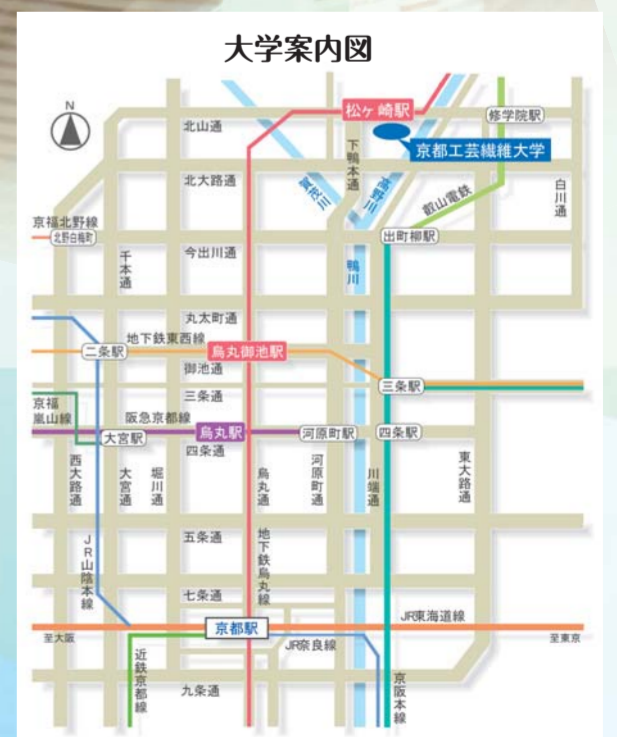 大学案内図
N
松ヶ崎駅
修学院駅
北山通
京都工芸繊維大学
下鴨本通
北大路通
賀茂川
高野川
叡山電鉄
白川通
京福北野線
北野白梅町
千本通
今出川通
出町柳駅
鴨川
丸太町通
地下鉄東西線
二条駅
烏丸御池駅
御池通
三条駅
三条通
京福
嵐山線
阪急京都線
大宮駅
烏丸駅
河原町駅
四条駅
四条通
西大路通
大宮通
堀川通
烏丸通
河原町通
川端通
東大路通
五条通
地下鉄烏丸線
JR山陰本線
七条通
京都駅
JR東海道線
至大阪
至東京
JR奈良線
近鉄京都線
九条通
京阪本線